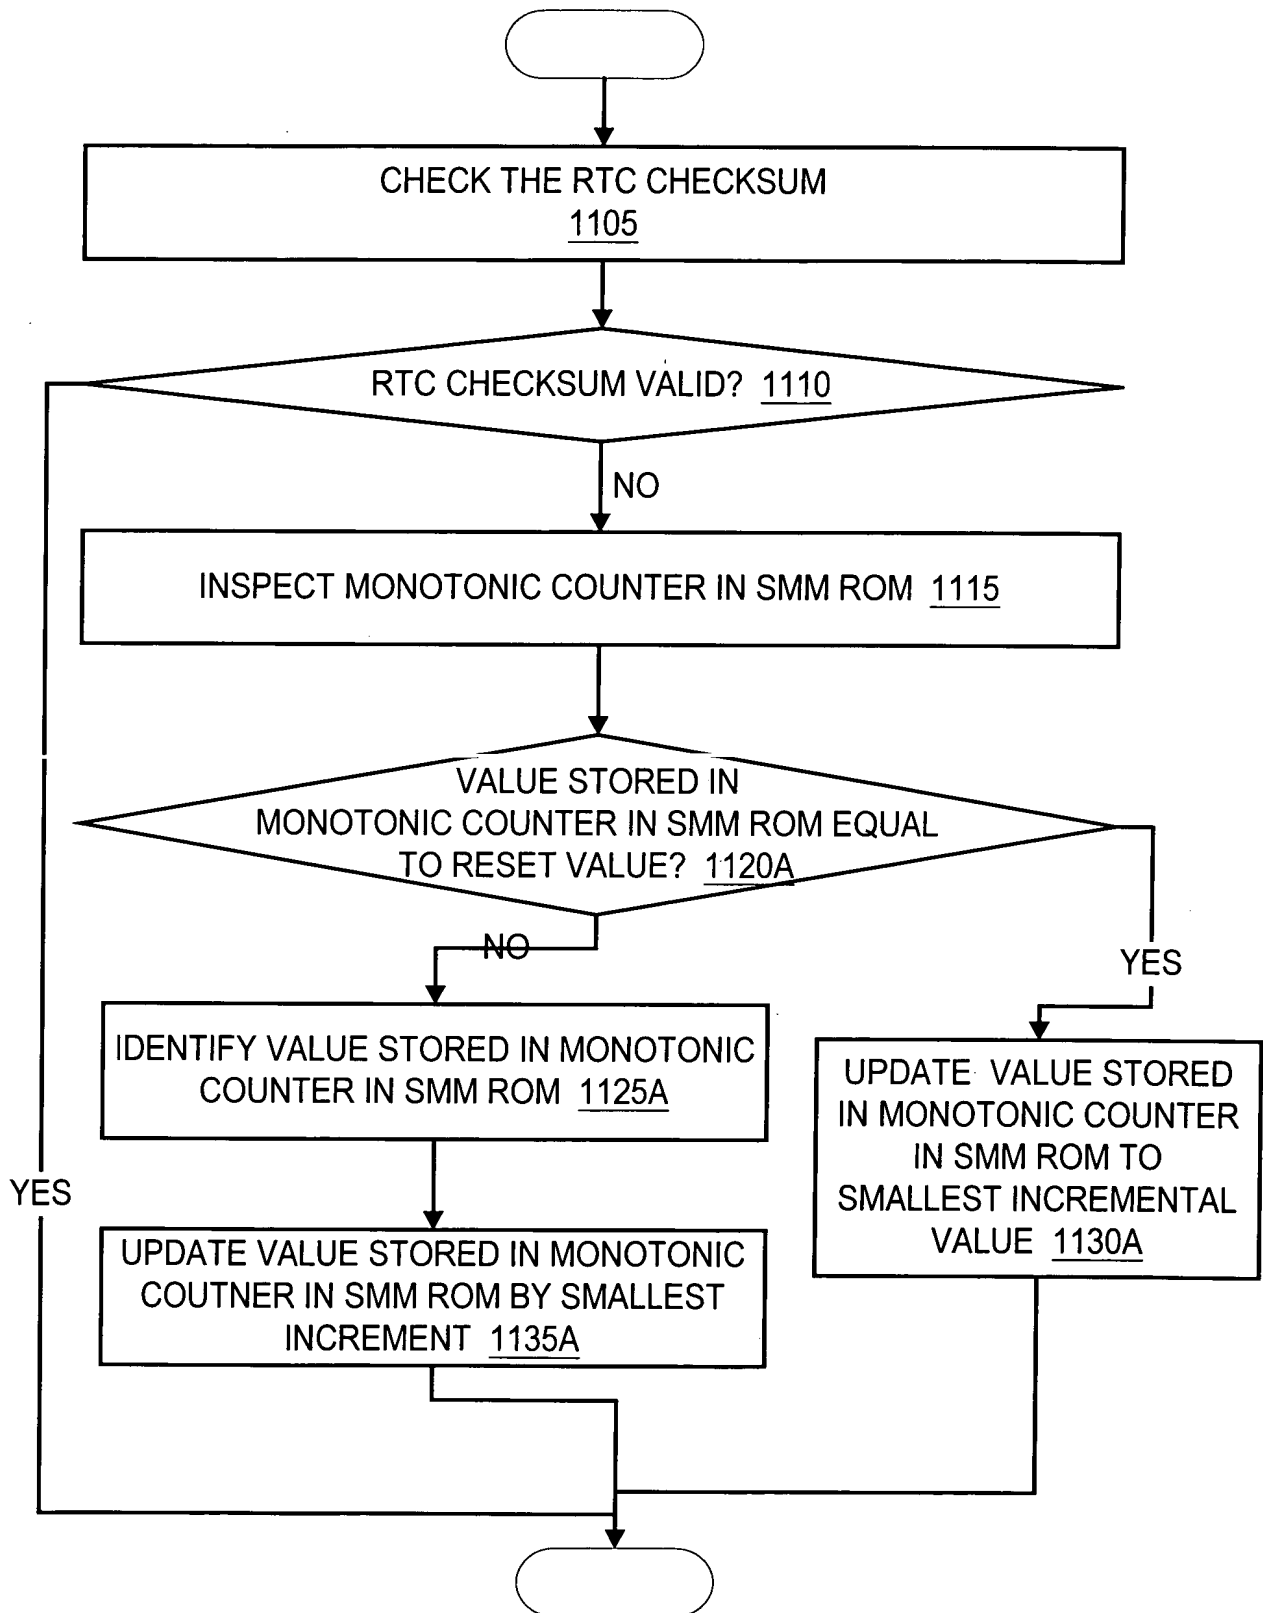 CHECK THE RTC CHECKSUM
1105
RTC CHECKSUM VALID? 1110
NO
INSPECT MONOTONIC COUNTER IN SMM ROM 1115
VALUE STORED IN
MONOTONIC COUNTER IN SMM ROM EQUAL
TO RESET VALUE? 1120A
NO
YES
IDENTIFY VALUE STORED IN MONOTONIC
COUNTER IN SMM ROM 1125A
UPDATE VALUE STORED
IN MONOTONIC COUNTER
IN SMM ROM TO
SMALLEST INCREMENTAL
VALUE 1130A
YES
UPDATE VALUE STORED IN MONOTONIC
COUTNER IN SMM ROM BY SMALLEST
INCREMENT 1135A